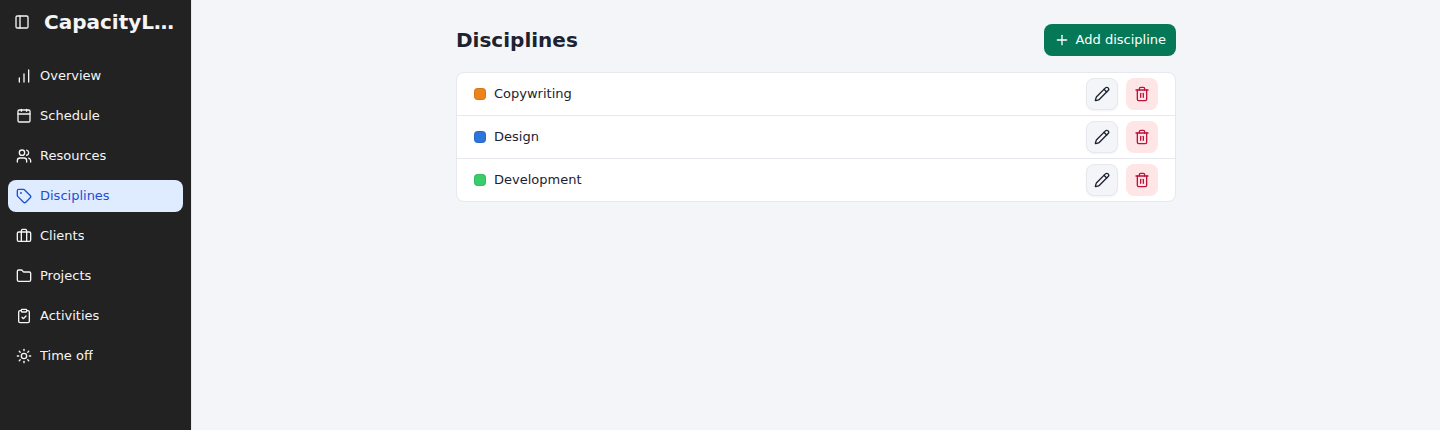 CapacityL...
Overview
Schedule
Resources
Disciplines
Clients
Projects
Activities
Time off
Disciplines
Add discipline
Copywriting
Design
Development